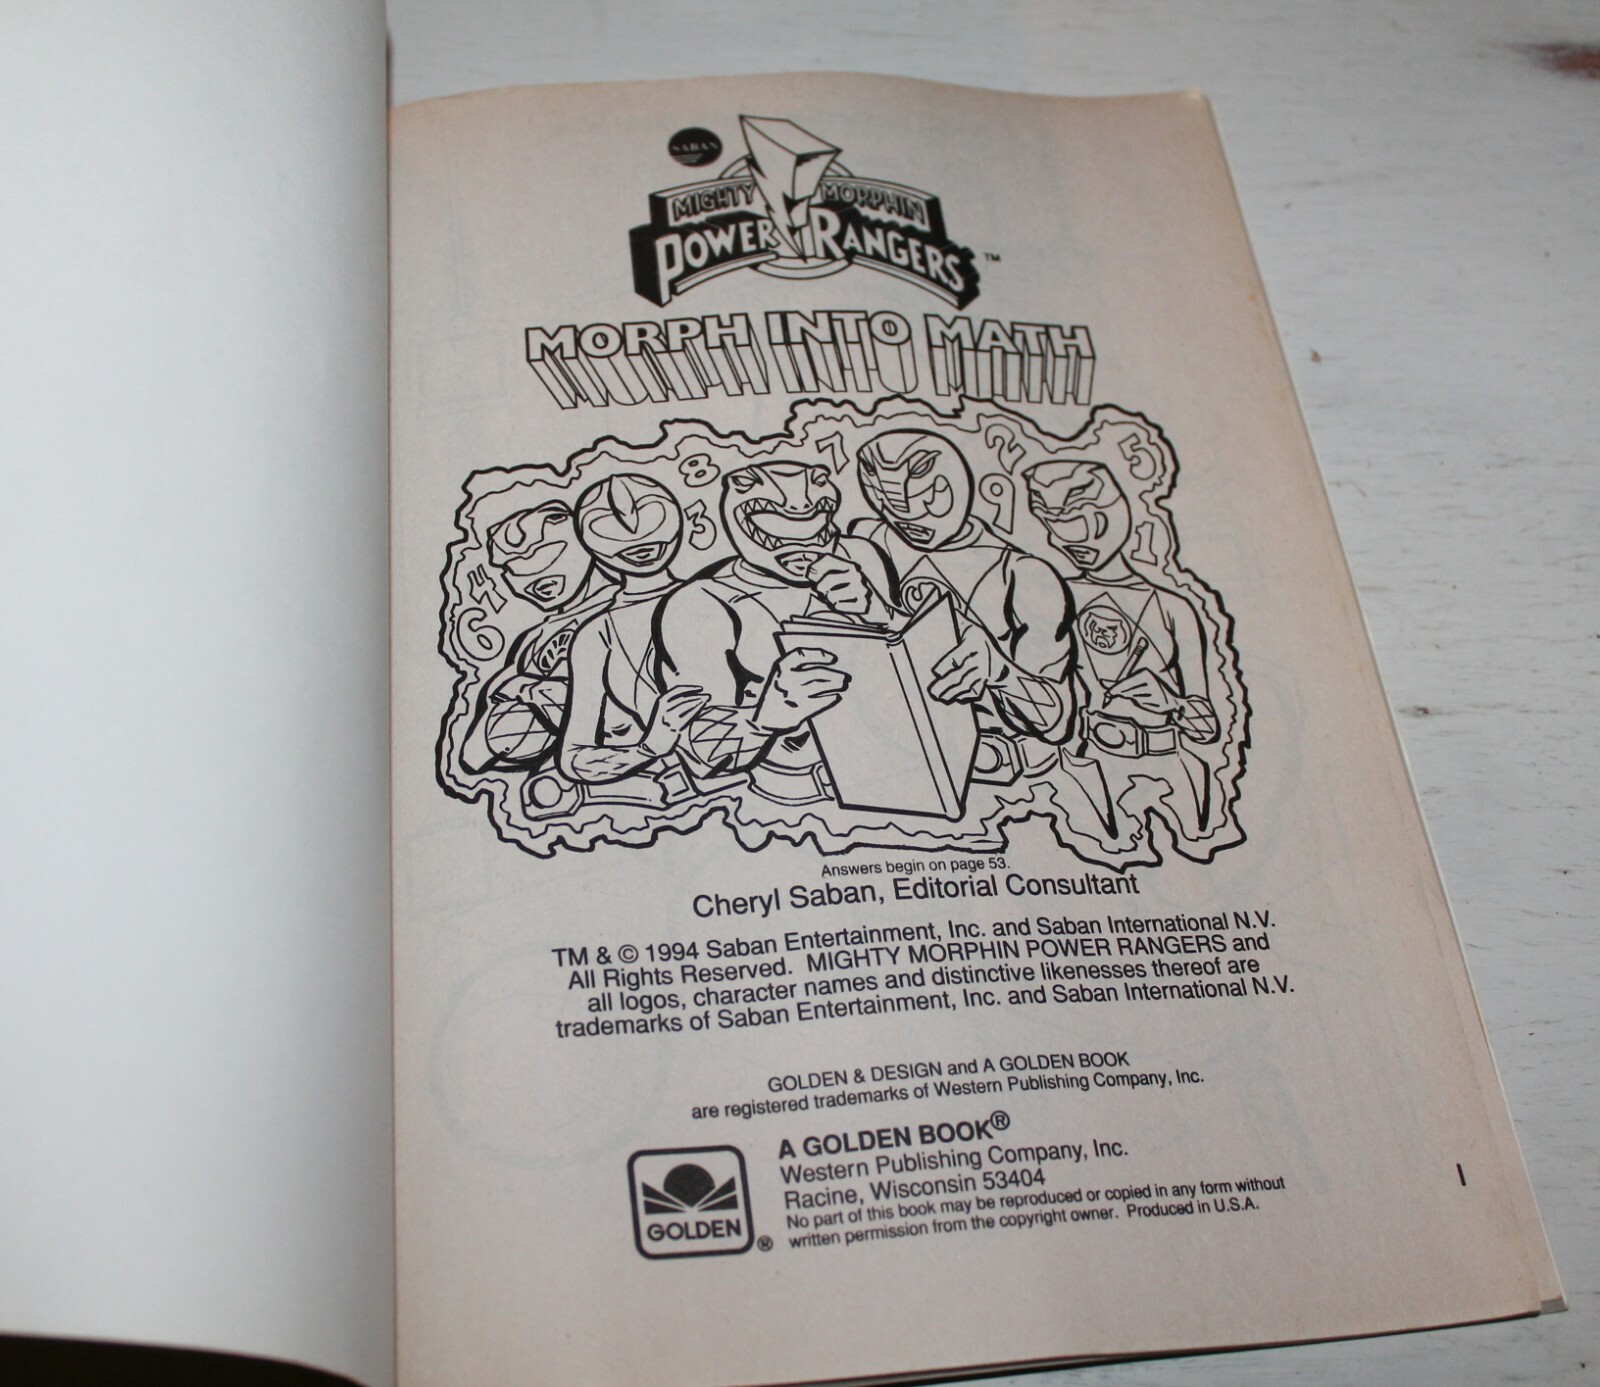 SABAN
MIGHTY MORPHIN
POWER RANGERS™
MORPH INTO MATH
8 7 2 5
3 9 1
4
6
Answers begin on page 53.
Cheryl Saban, Editorial Consultant
TM & © 1994 Saban Entertainment, Inc. and Saban International N.V.
All Rights Reserved. MIGHTY MORPHIN POWER RANGERS and
all logos, character names and distinctive likenesses thereof are
trademarks of Saban Entertainment, Inc. and Saban International N.V.
GOLDEN & DESIGN and A GOLDEN BOOK
are registered trademarks of Western Publishing Company, Inc.
A GOLDEN BOOK®
Western Publishing Company, Inc.
Racine, Wisconsin 53404
No part of this book may be reproduced or copied in any form without
written permission from the copyright owner. Produced in U.S.A.
GOLDEN®
1